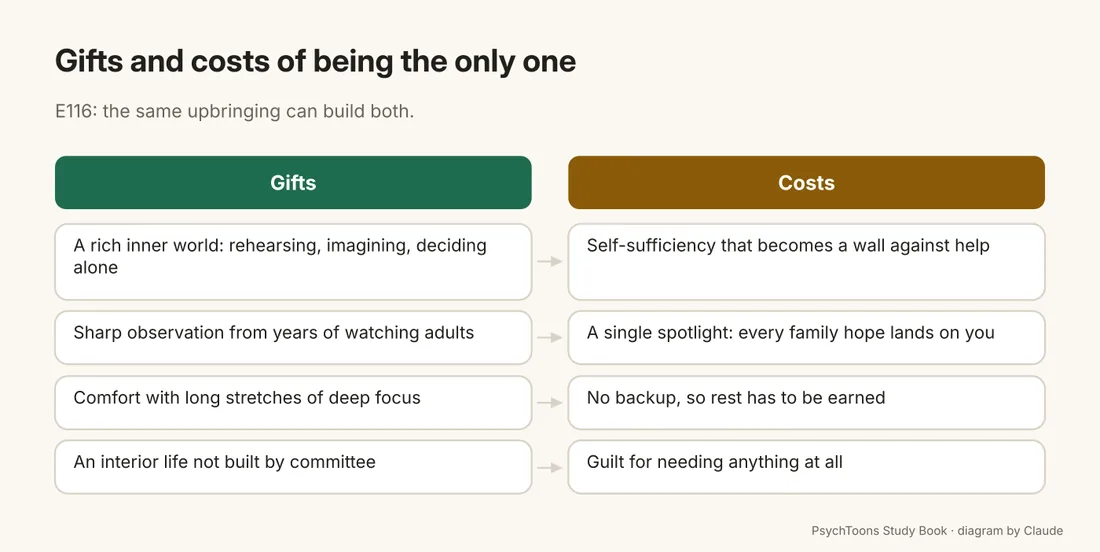 Gifts and costs of being the only one
E116: the same upbringing can build both.
Gifts
Costs
A rich inner world: rehearsing, imagining, deciding
alone
Self-sufficiency that becomes a wall against help
Sharp observation from years of watching adults
A single spotlight: every family hope lands on you
Comfort with long stretches of deep focus
No backup, so rest has to be earned
An interior life not built by committee
Guilt for needing anything at all
PsychToons Study Book · diagram by Claude